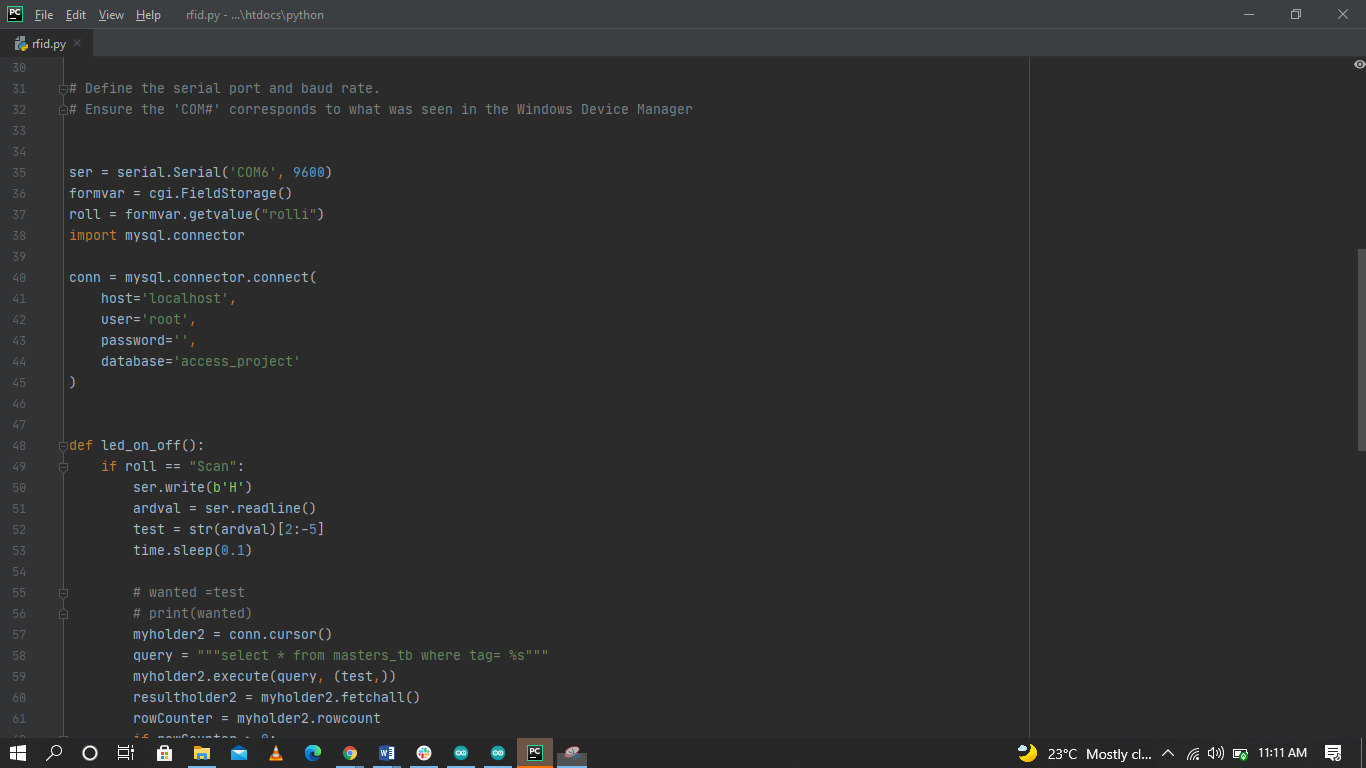 PC File Edit View Help rfid.py - ...\htdocs\python
rfid.py
30
31 # Define the serial port and baud rate.
32 # Ensure the 'COM#' corresponds to what was seen in the Windows Device Manager
33
34
35 ser = serial.Serial('COM6', 9600)
36 formvar = cgi.FieldStorage()
37 roll = formvar.getvalue("rolli")
38 import mysql.connector
39
40 conn = mysql.connector.connect(
41     host='localhost',
42     user='root',
43     password='',
44     database='access_project'
45 )
46
47
48 def led_on_off():
49     if roll == "Scan":
50         ser.write(b'H')
51         ardval = ser.readline()
52         test = str(ardval)[2:-5]
53         time.sleep(0.1)
54
55         # wanted =test
56         # print(wanted)
57         myholder2 = conn.cursor()
58         query = """select * from masters_tb where tag= %s"""
59         myholder2.execute(query, (test,))
60         resultholder2 = myholder2.fetchall()
61         rowCounter = myholder2.rowcount
62         if rowCounter > 0:
PC 23°C Mostly cl... 11:11 AM